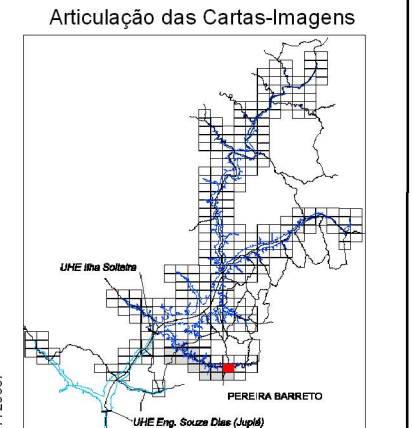 Articulação das Cartas-Imagens
UHE Ilha Solteira
PEREIRA BARRETO
UHE Eng. Souza Dias (Jupiá)